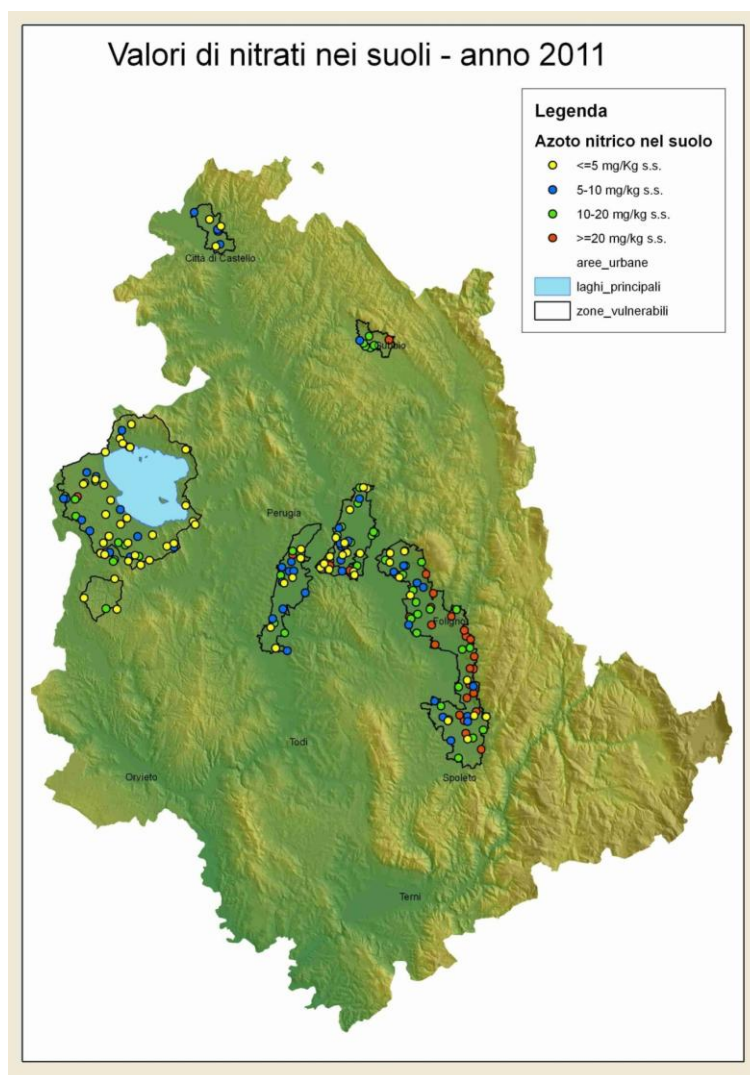 Valori di nitrati nei suoli - anno 2011
Legenda
Azoto nitrico nel suolo
<=5 mg/Kg s.s.
5-10 mg/kg s.s.
10-20 mg/kg s.s.
>=20 mg/kg s.s.
aree_urbane
laghi_principali
zone_vulnerabili
Città di Castello
Perugia
Foligno
Todi
Orvieto
Spoleto
Terni